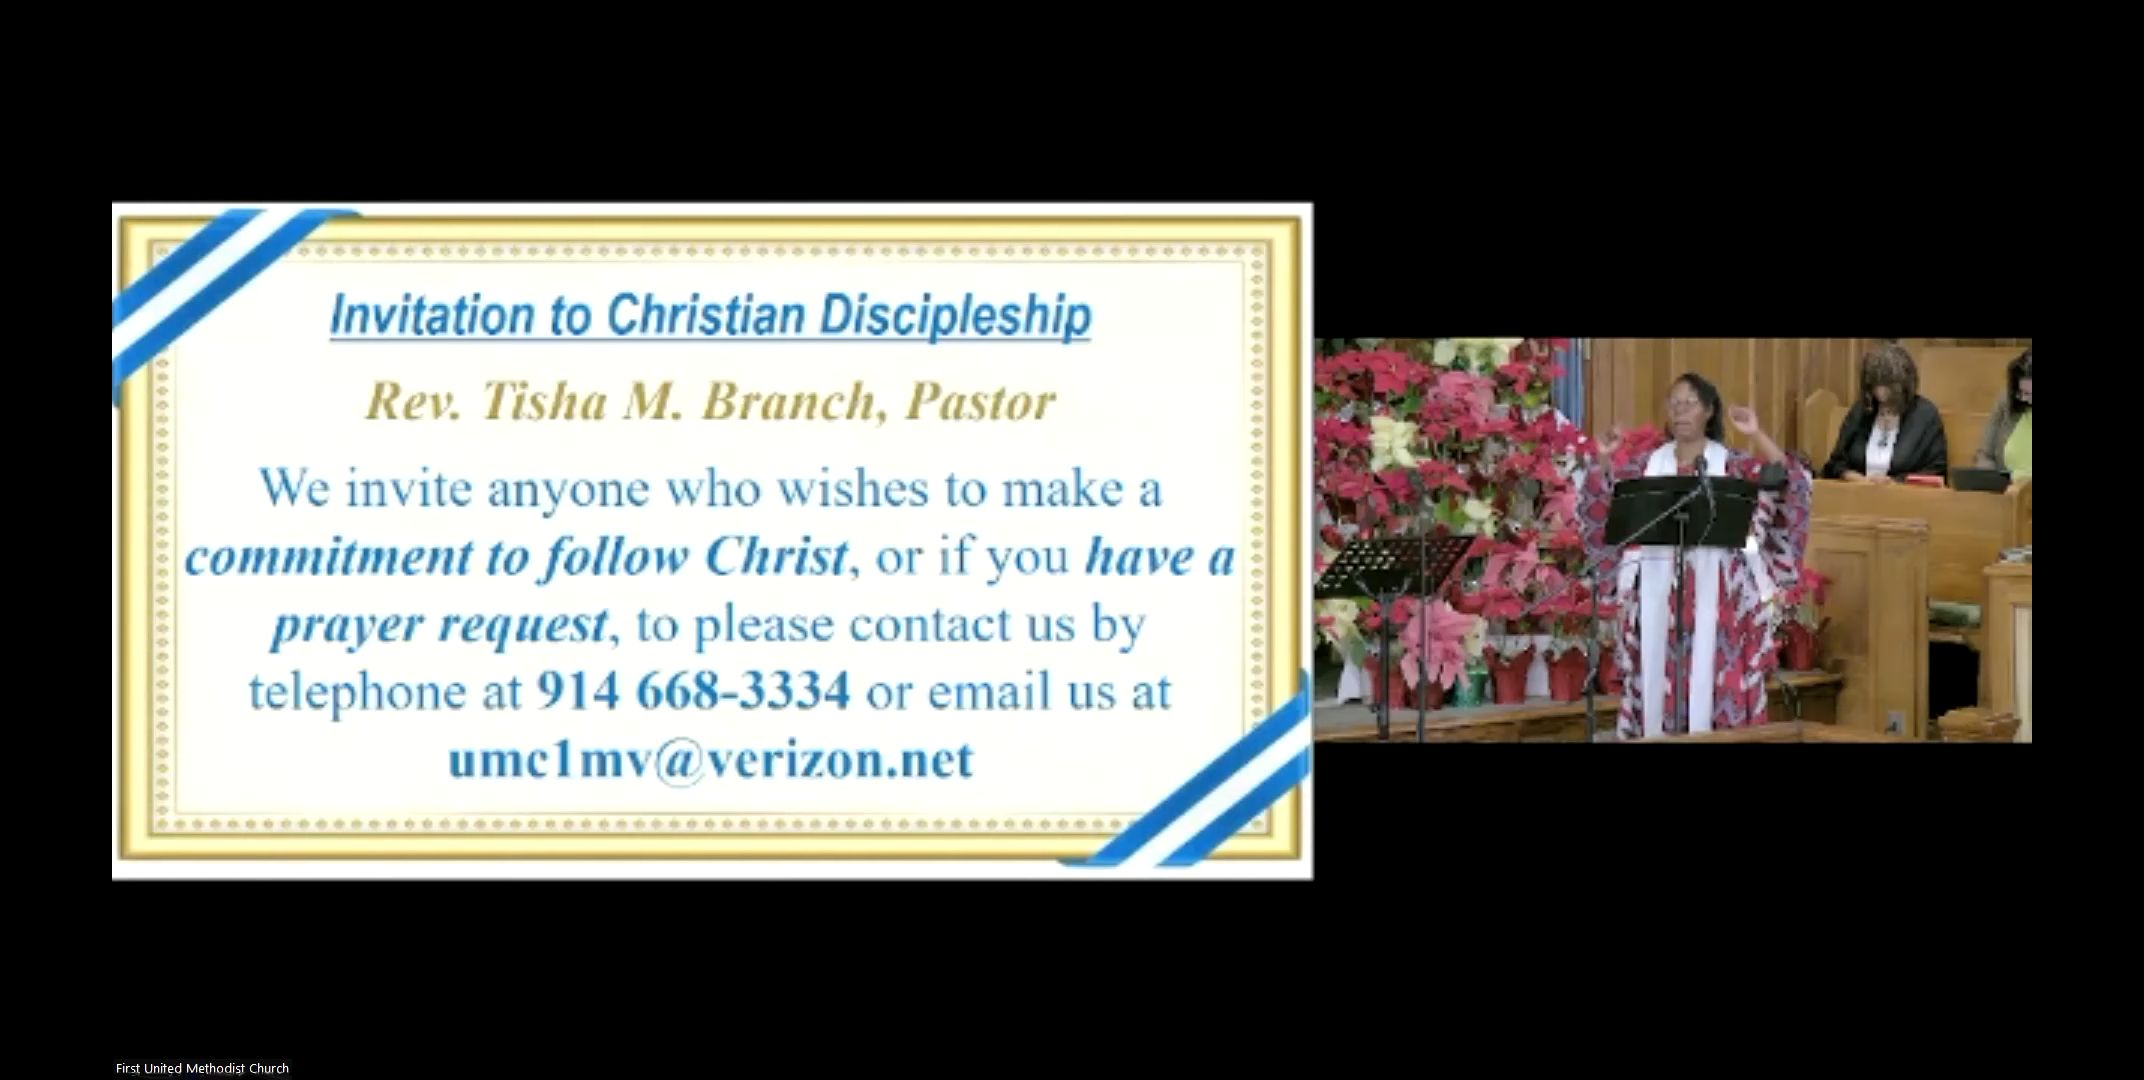 Invitation to Christian Discipleship
Rev. Tisha M. Branch, Pastor
We invite anyone who wishes to make a
commitment to follow Christ, or if you have a
prayer request, to please contact us by
telephone at 914 668-3334 or email us at
umc1mv@verizon.net
First United Methodist Church